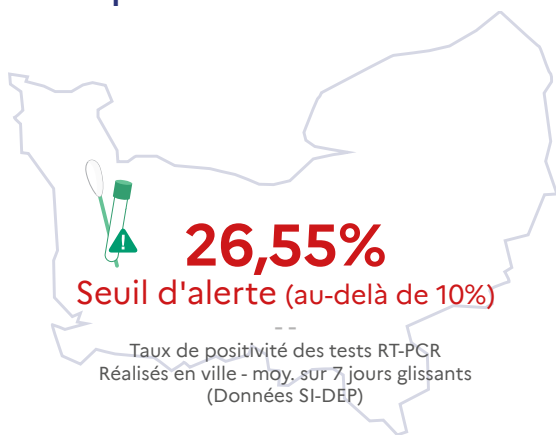 26,55%
Seuil d'alerte (au-delà de 10%)
--
Taux de positivité des tests RT-PCR
Réalisés en ville - moy. sur 7 jours glissants
(Données SI-DEP)